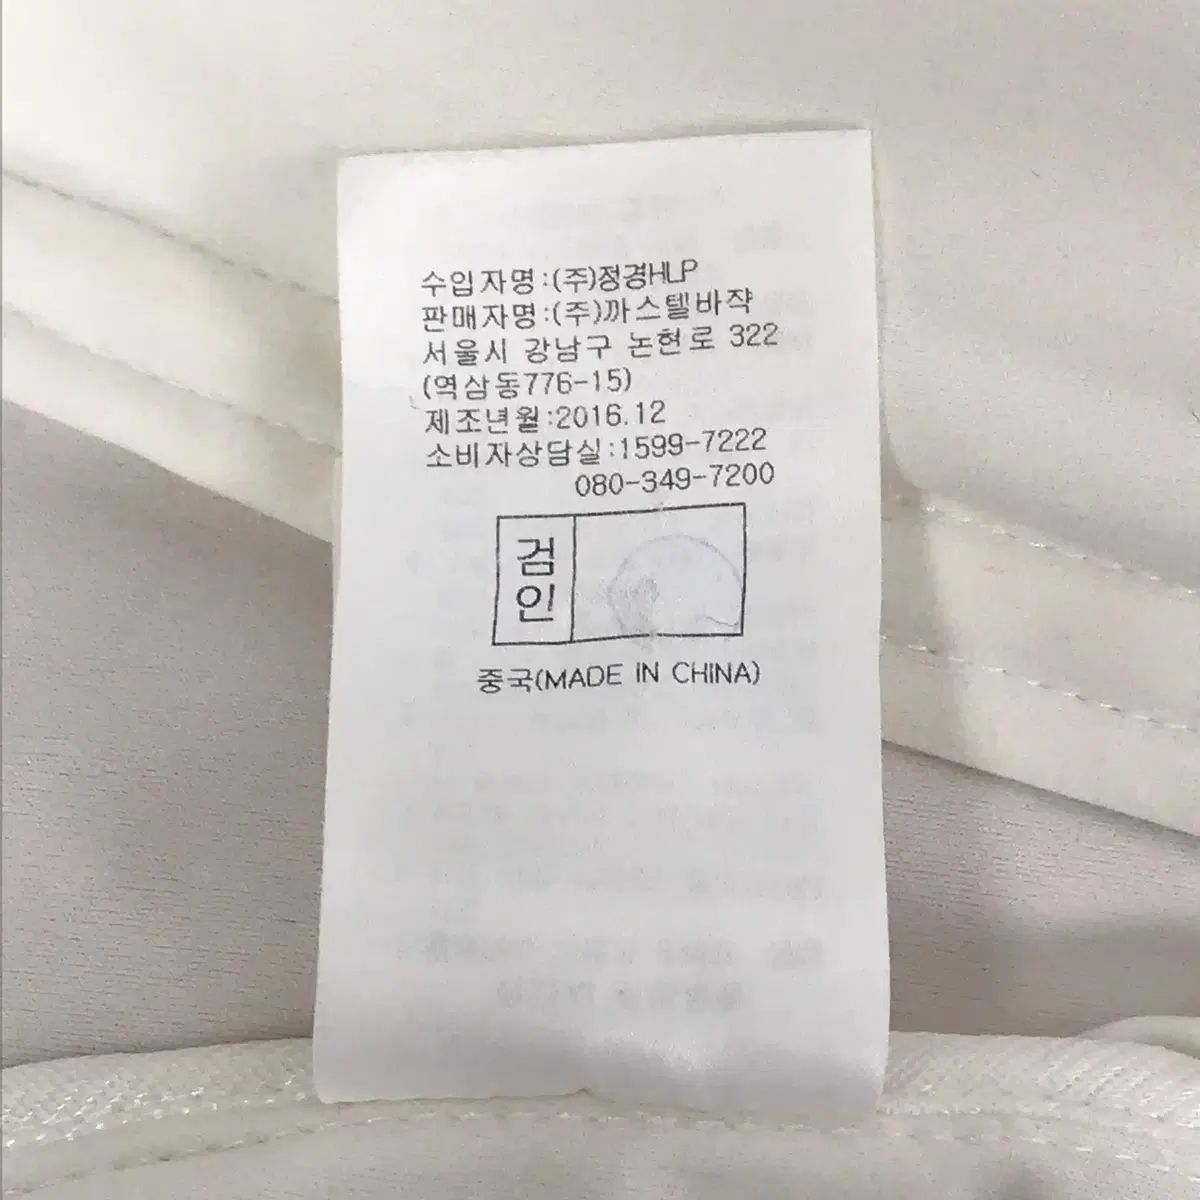 수입자명:(주)정경HLP
판매자명:(주)까스텔바쟉
서울시 강남구 논현로 322
(역삼동776-15)
제조년월:2016.12
소비자상담실:1599-7222
080-349-7200
검
인
중국(MADE IN CHINA)